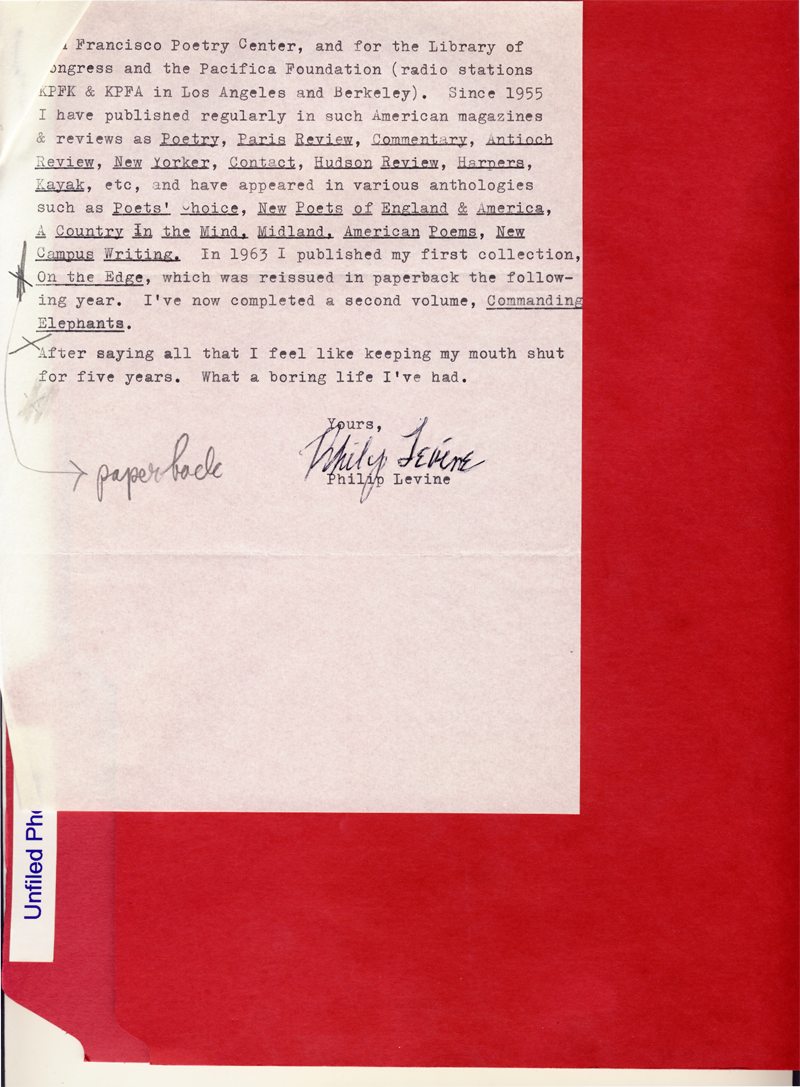 Francisco Poetry Center, and for the Library of
ongress and the Pacifica Foundation (radio stations
KPFK & KPFA in Los Angeles and Berkeley).  Since 1955
I have published regularly in such American magazines
& reviews as Poetry, Paris Review, Commentary, Antioch
Review, New Yorker, Contact, Hudson Review, Harpers,
Kayak, etc, and have appeared in various anthologies
such as Poets' Choice, New Poets of England & America,
A Country In the Mind, Midland, American Poems, New
Campus Writing.  In 1963 I published my first collection,
On the Edge, which was reissued in paperback the follow-
ing year.  I've now completed a second volume, Commanding
Elephants.
After saying all that I feel like keeping my mouth shut
for five years.  What a boring life I've had.
Yours,
Philip Levine
Philip Levine
paperback
Unfiled Pho